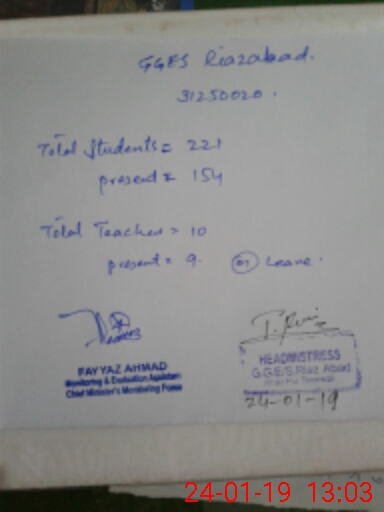 GGES Riazabad.
31250020.
Total Students = 221
present = 154
Total Teacher = 10
present = 9. 01 Leave.
FAYYAZ AHMAD
Monitoring & Evaluation Assistant
Chief Minister's Monitoring Force
HEADMISTRESS
G.G.E/S.Riaz Abad
24-01-19
24-01-19 13:03